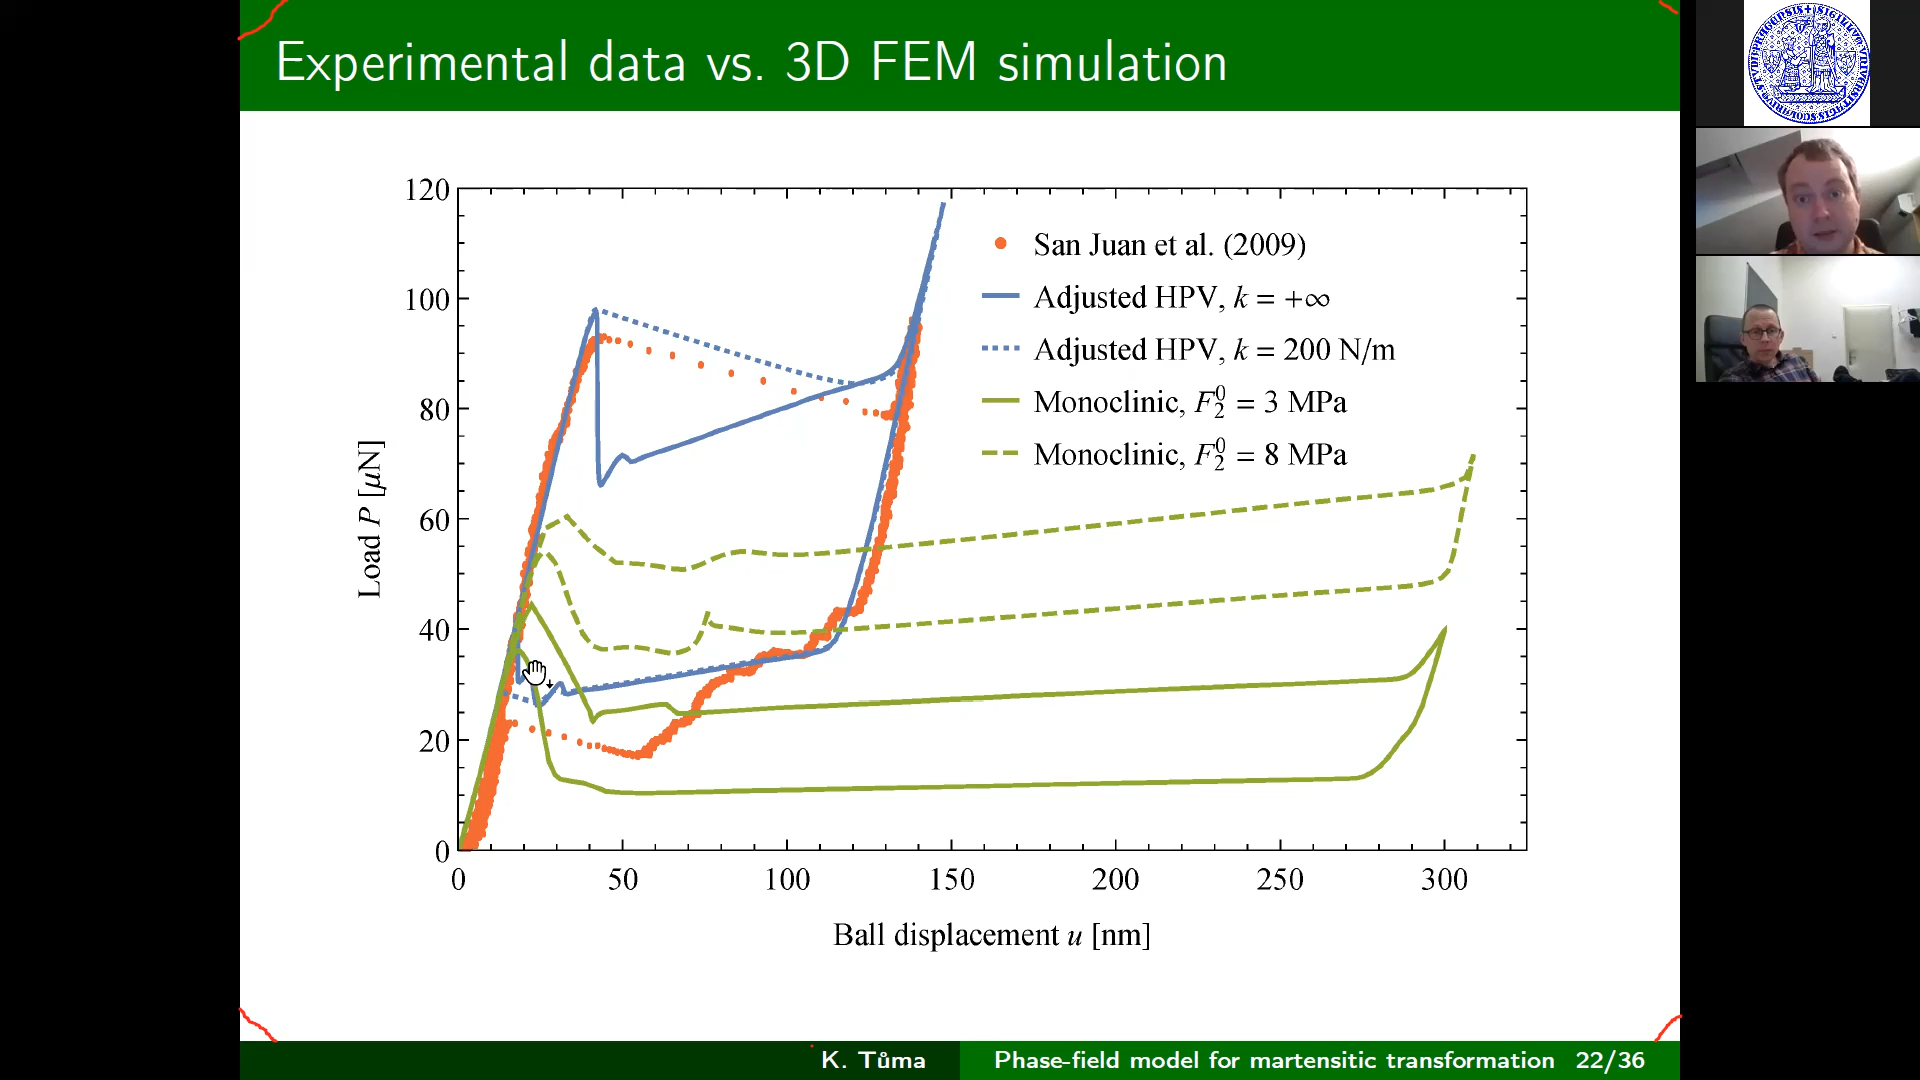 Experimental data vs. 3D FEM simulation
120
100
80
60
40
20
0
Load P [μN]
San Juan et al. (2009)
Adjusted HPV, k = +∞
Adjusted HPV, k = 200 N/m
Monoclinic, F₂⁰ = 3 MPa
Monoclinic, F₂⁰ = 8 MPa
0 50 100 150 200 250 300
Ball displacement u [nm]
K. Tůma Phase-field model for martensitic transformation 22/36